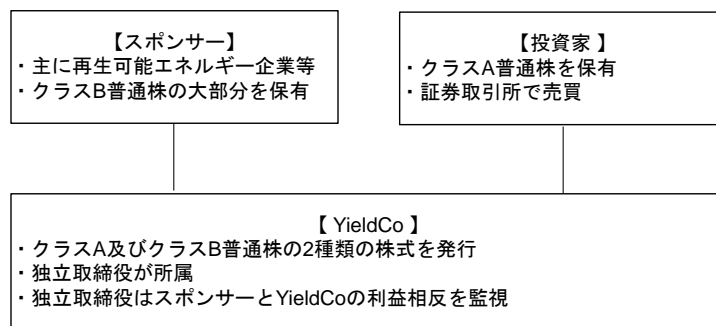 【スポンサー】
・主に再生可能エネルギー企業等
・クラスB普通株の大部分を保有
【投資家 】
・クラスA普通株を保有
・証券取引所で売買
【 YieldCo 】
・クラスA及びクラスB普通株の2種類の株式を発行
・独立取締役が所属
・独立取締役はスポンサーとYieldCoの利益相反を監視